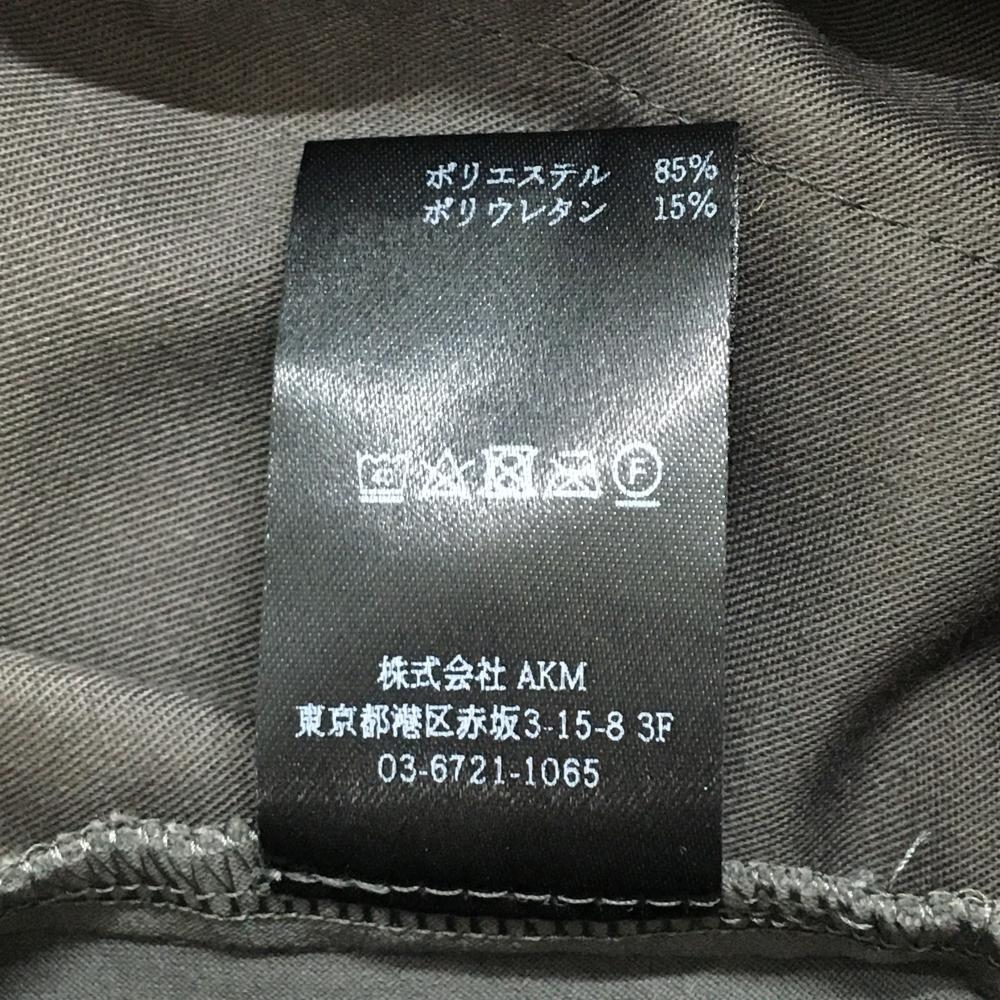 ポリエステル 85%
ポリウレタン 15%
40 F
株式会社 AKM
東京都港区赤坂3-15-8 3F
03-6721-1065